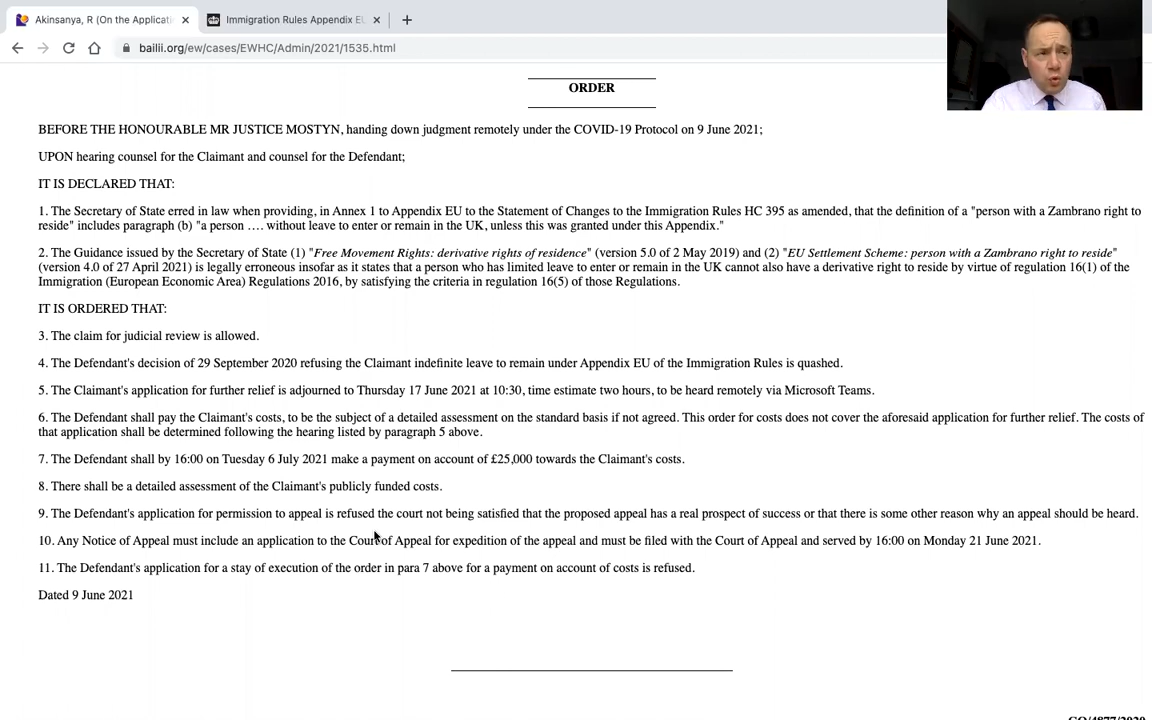 Akinsanya, R (On the Applicati
Immigration Rules Appendix EU
bailii.org/ew/cases/EWHC/Admin/2021/1535.html
ORDER
BEFORE THE HONOURABLE MR JUSTICE MOSTYN, handing down judgment remotely under the COVID-19 Protocol on 9 June 2021;
UPON hearing counsel for the Claimant and counsel for the Defendant;
IT IS DECLARED THAT:
1. The Secretary of State erred in law when providing, in Annex 1 to Appendix EU to the Statement of Changes to the Immigration Rules HC 395 as amended, that the definition of a "person with a Zambrano right to
reside" includes paragraph (b) "a person …. without leave to enter or remain in the UK, unless this was granted under this Appendix."
2. The Guidance issued by the Secretary of State (1) "Free Movement Rights: derivative rights of residence" (version 5.0 of 2 May 2019) and (2) "EU Settlement Scheme: person with a Zambrano right to reside"
(version 4.0 of 27 April 2021) is legally erroneous insofar as it states that a person who has limited leave to enter or remain in the UK cannot also have a derivative right to reside by virtue of regulation 16(1) of the
Immigration (European Economic Area) Regulations 2016, by satisfying the criteria in regulation 16(5) of those Regulations.
IT IS ORDERED THAT:
3. The claim for judicial review is allowed.
4. The Defendant's decision of 29 September 2020 refusing the Claimant indefinite leave to remain under Appendix EU of the Immigration Rules is quashed.
5. The Claimant's application for further relief is adjourned to Thursday 17 June 2021 at 10:30, time estimate two hours, to be heard remotely via Microsoft Teams.
6. The Defendant shall pay the Claimant's costs, to be the subject of a detailed assessment on the standard basis if not agreed. This order for costs does not cover the aforesaid application for further relief. The costs of
that application shall be determined following the hearing listed by paragraph 5 above.
7. The Defendant shall by 16:00 on Tuesday 6 July 2021 make a payment on account of £25,000 towards the Claimant's costs.
8. There shall be a detailed assessment of the Claimant's publicly funded costs.
9. The Defendant's application for permission to appeal is refused the court not being satisfied that the proposed appeal has a real prospect of success or that there is some other reason why an appeal should be heard.
10. Any Notice of Appeal must include an application to the Court of Appeal for expedition of the appeal and must be filed with the Court of Appeal and served by 16:00 on Monday 21 June 2021.
11. The Defendant's application for a stay of execution of the order in para 7 above for a payment on account of costs is refused.
Dated 9 June 2021